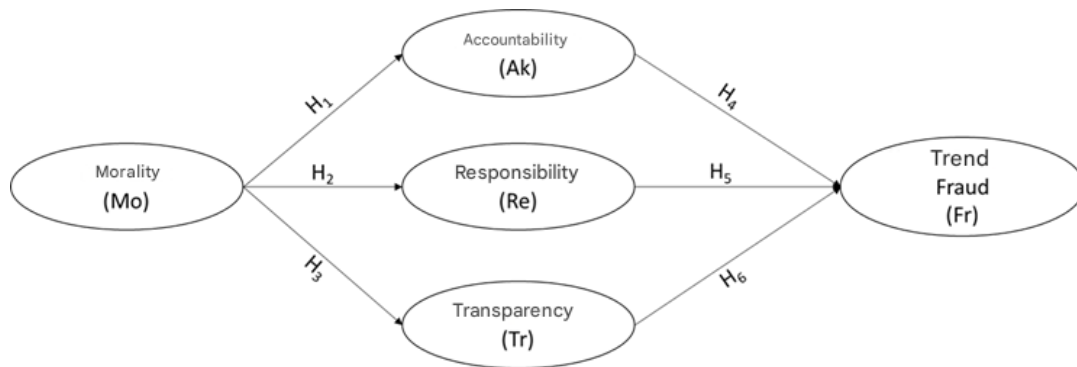 Accountability
(Ak)
H₁
H₄
Morality
(Mo)
H₂
Responsibility
(Re)
H₅
Trend
Fraud
(Fr)
H₃
H₆
Transparency
(Tr)